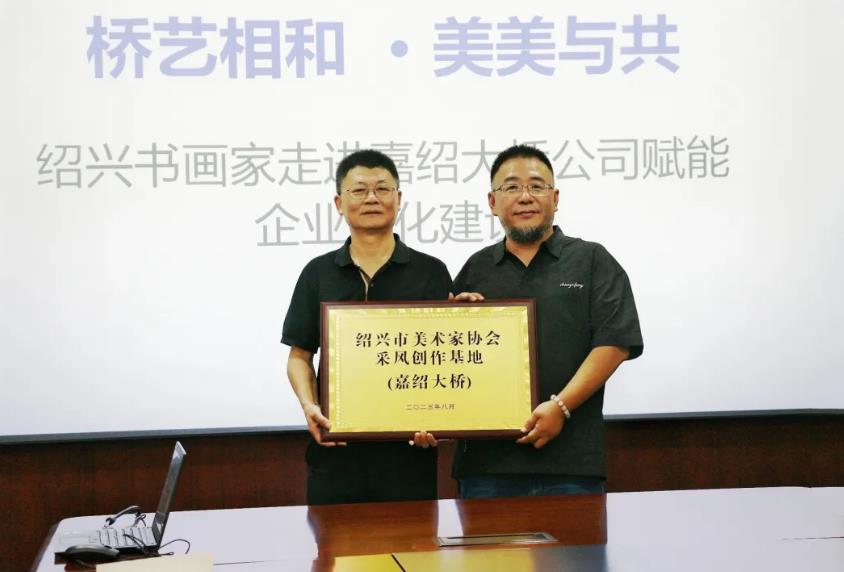 桥艺相和 · 美美与共
绍兴书画家走进嘉绍大桥公司赋能
企业 化建设
绍兴市美术家协会
采风创作基地
(嘉绍大桥)
二〇二五年八月